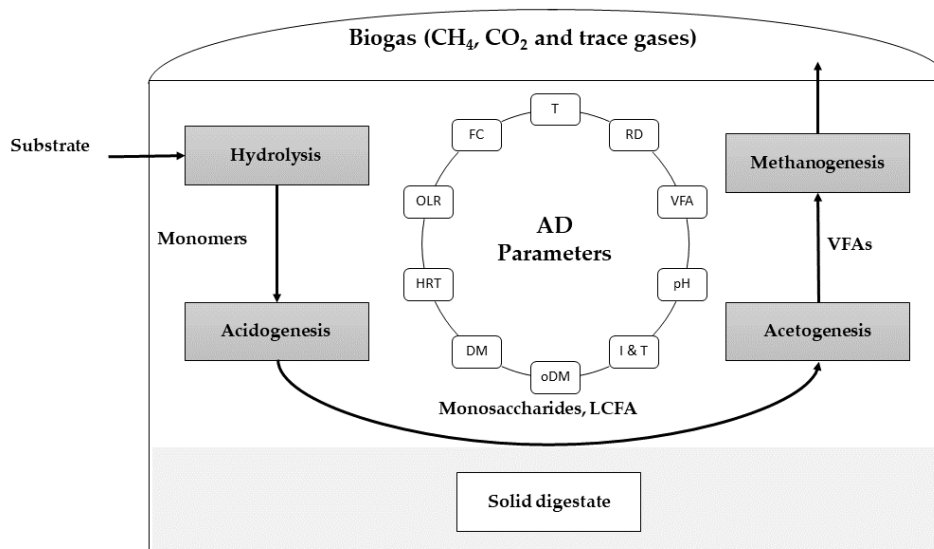 Biogas (CH₄, CO₂ and trace gases)
Substrate
Hydrolysis
Monomers
Acidogenesis
T
RD
VFA
pH
I & T
oDM
DM
HRT
OLR
FC
AD
Parameters
Monosaccharides, LCFA
Methanogenesis
VFAs
Acetogenesis
Solid digestate